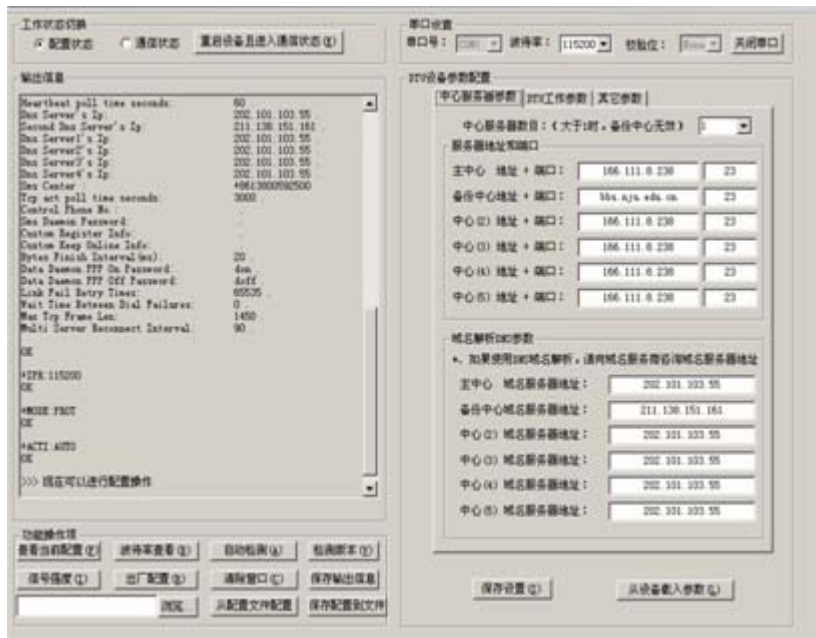 工作状态切换
配置状态
通信状态
重启设备且进入通信状态(E)
输出信息
Heartbeat poll time seconds: 60
Dns Server's Ip: 202.101.103.55
Second Dns Server's Ip: 211.138.151.161
Dns Server1's Ip: 202.101.103.55
Dns Server2's Ip: 202.101.103.55
Dns Server3's Ip: 202.101.103.55
Dns Server4's Ip: 202.101.103.55
Sms Center +8613800592500
Tcp act poll time seconds: 3000
Control Phone No.:
Sms Daemon Password:
Custom Register Info:
Custom Keep Online Info:
Bytes Finish Interval(ms): 20
Data Daemon PPP On Password: don
Data Daemon PPP Off Password: doff
Link Fail Retry Times: 65535
Wait Time Between Dial Failures: 0
Max Tcp Frame Len: 1450
Multi Server Reconnect Interval: 90
OK
+IPR:115200
OK
+MODE:PROT
OK
+ACTI:AUTO
OK
>>> 现在可以进行配置操作
功能操作项
查看当前配置
波特率查看
自动检测(A)
检测版本(V)
信号强度
出厂配置
清除窗口(C)
保存输出信息
浏览
从配置文件配置
保存配置到文件
串口设置
串口号: COM1
波特率: 115200
校验位: None
关闭串口
DTU设备参数配置
中心服务器参数
DTU工作参数
其它参数
中心服务器数目:(大于1时,备份中心无效) 1
服务器地址和端口
主中心 地址 + 端口: 166.111.8.238 23
备份中心地址 + 端口: bbs.nju.edu.cn 23
中心(2) 地址 + 端口: 166.111.8.238 23
中心(3) 地址 + 端口: 166.111.8.238 23
中心(4) 地址 + 端口: 166.111.8.238 23
中心(5) 地址 + 端口: 166.111.8.238 23
域名解析DNS参数
*、如果使用DNS域名解析,请向域名服务商咨询域名服务器地址
主中心 域名服务器地址: 202.101.103.55
备份中心域名服务器地址: 211.138.151.161
中心(2) 域名服务器地址: 202.101.103.55
中心(3) 域名服务器地址: 202.101.103.55
中心(4) 域名服务器地址: 202.101.103.55
中心(5) 域名服务器地址: 202.101.103.55
保存设置
从设备载入参数(L)